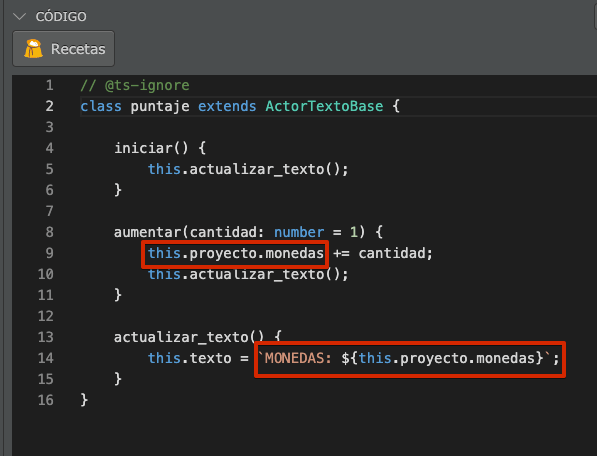 CÓDIGO
Recetas
1 // @ts-ignore
2 class puntaje extends ActorTextoBase {
3
4     iniciar() {
5         this.actualizar_texto();
6     }
7
8     aumentar(cantidad: number = 1) {
9         this.proyecto.monedas += cantidad;
10         this.actualizar_texto();
11     }
12
13     actualizar_texto() {
14         this.texto = `MONEDAS: ${this.proyecto.monedas}`;
15     }
16 }